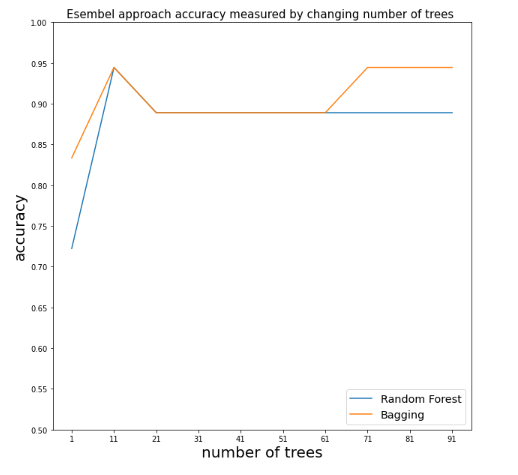 Esembel approach accuracy measured by changing number of trees
1.00
0.95
0.90
0.85
0.80
0.75
0.70
0.65
0.60
0.55
0.50
accuracy
Random Forest
Bagging
1 11 21 31 41 51 61 71 81 91
number of trees